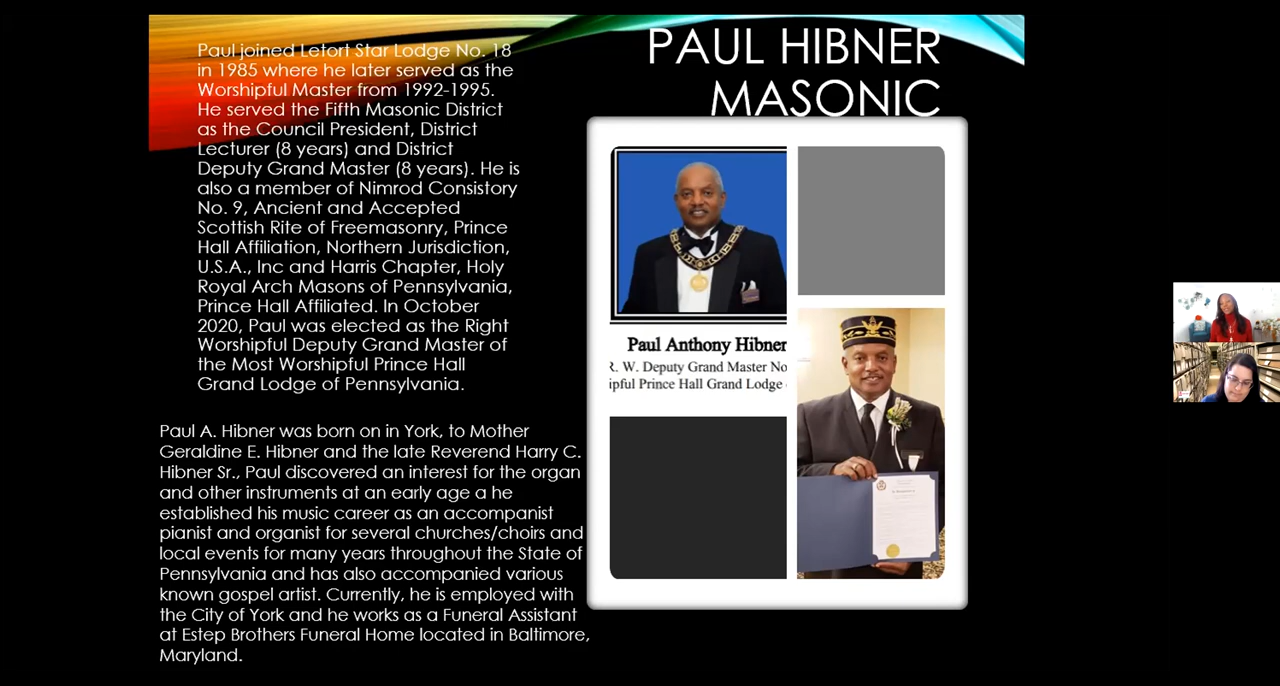 PAUL HIBNER
MASONIC
Paul joined Letort Star Lodge No. 18
in 1985 where he later served as the
Worshipful Master from 1992-1995.
He served the Fifth Masonic District
as the Council President, District
Lecturer (8 years) and District
Deputy Grand Master (8 years). He is
also a member of Nimrod Consistory
No. 9, Ancient and Accepted
Scottish Rite of Freemasonry, Prince
Hall Affiliation, Northern Jurisdiction,
U.S.A., Inc and Harris Chapter, Holy
Royal Arch Masons of Pennsylvania,
Prince Hall Affiliated. In October
2020, Paul was elected as the Right
Worshipful Deputy Grand Master of
the Most Worshipful Prince Hall
Grand Lodge of Pennsylvania.
Paul A. Hibner was born on in York, to Mother
Geraldine E. Hibner and the late Reverend Harry C.
Hibner Sr., Paul discovered an interest for the organ
and other instruments at an early age a he
established his music career as an accompanist
pianist and organist for several churches/choirs and
local events for many years throughout the State of
Pennsylvania and has also accompanied various
known gospel artist. Currently, he is employed with
the City of York and he works as a Funeral Assistant
at Estep Brothers Funeral Home located in Baltimore,
Maryland.
Paul Anthony Hibner
R. W. Deputy Grand Master No
ipful Prince Hall Grand Lodge